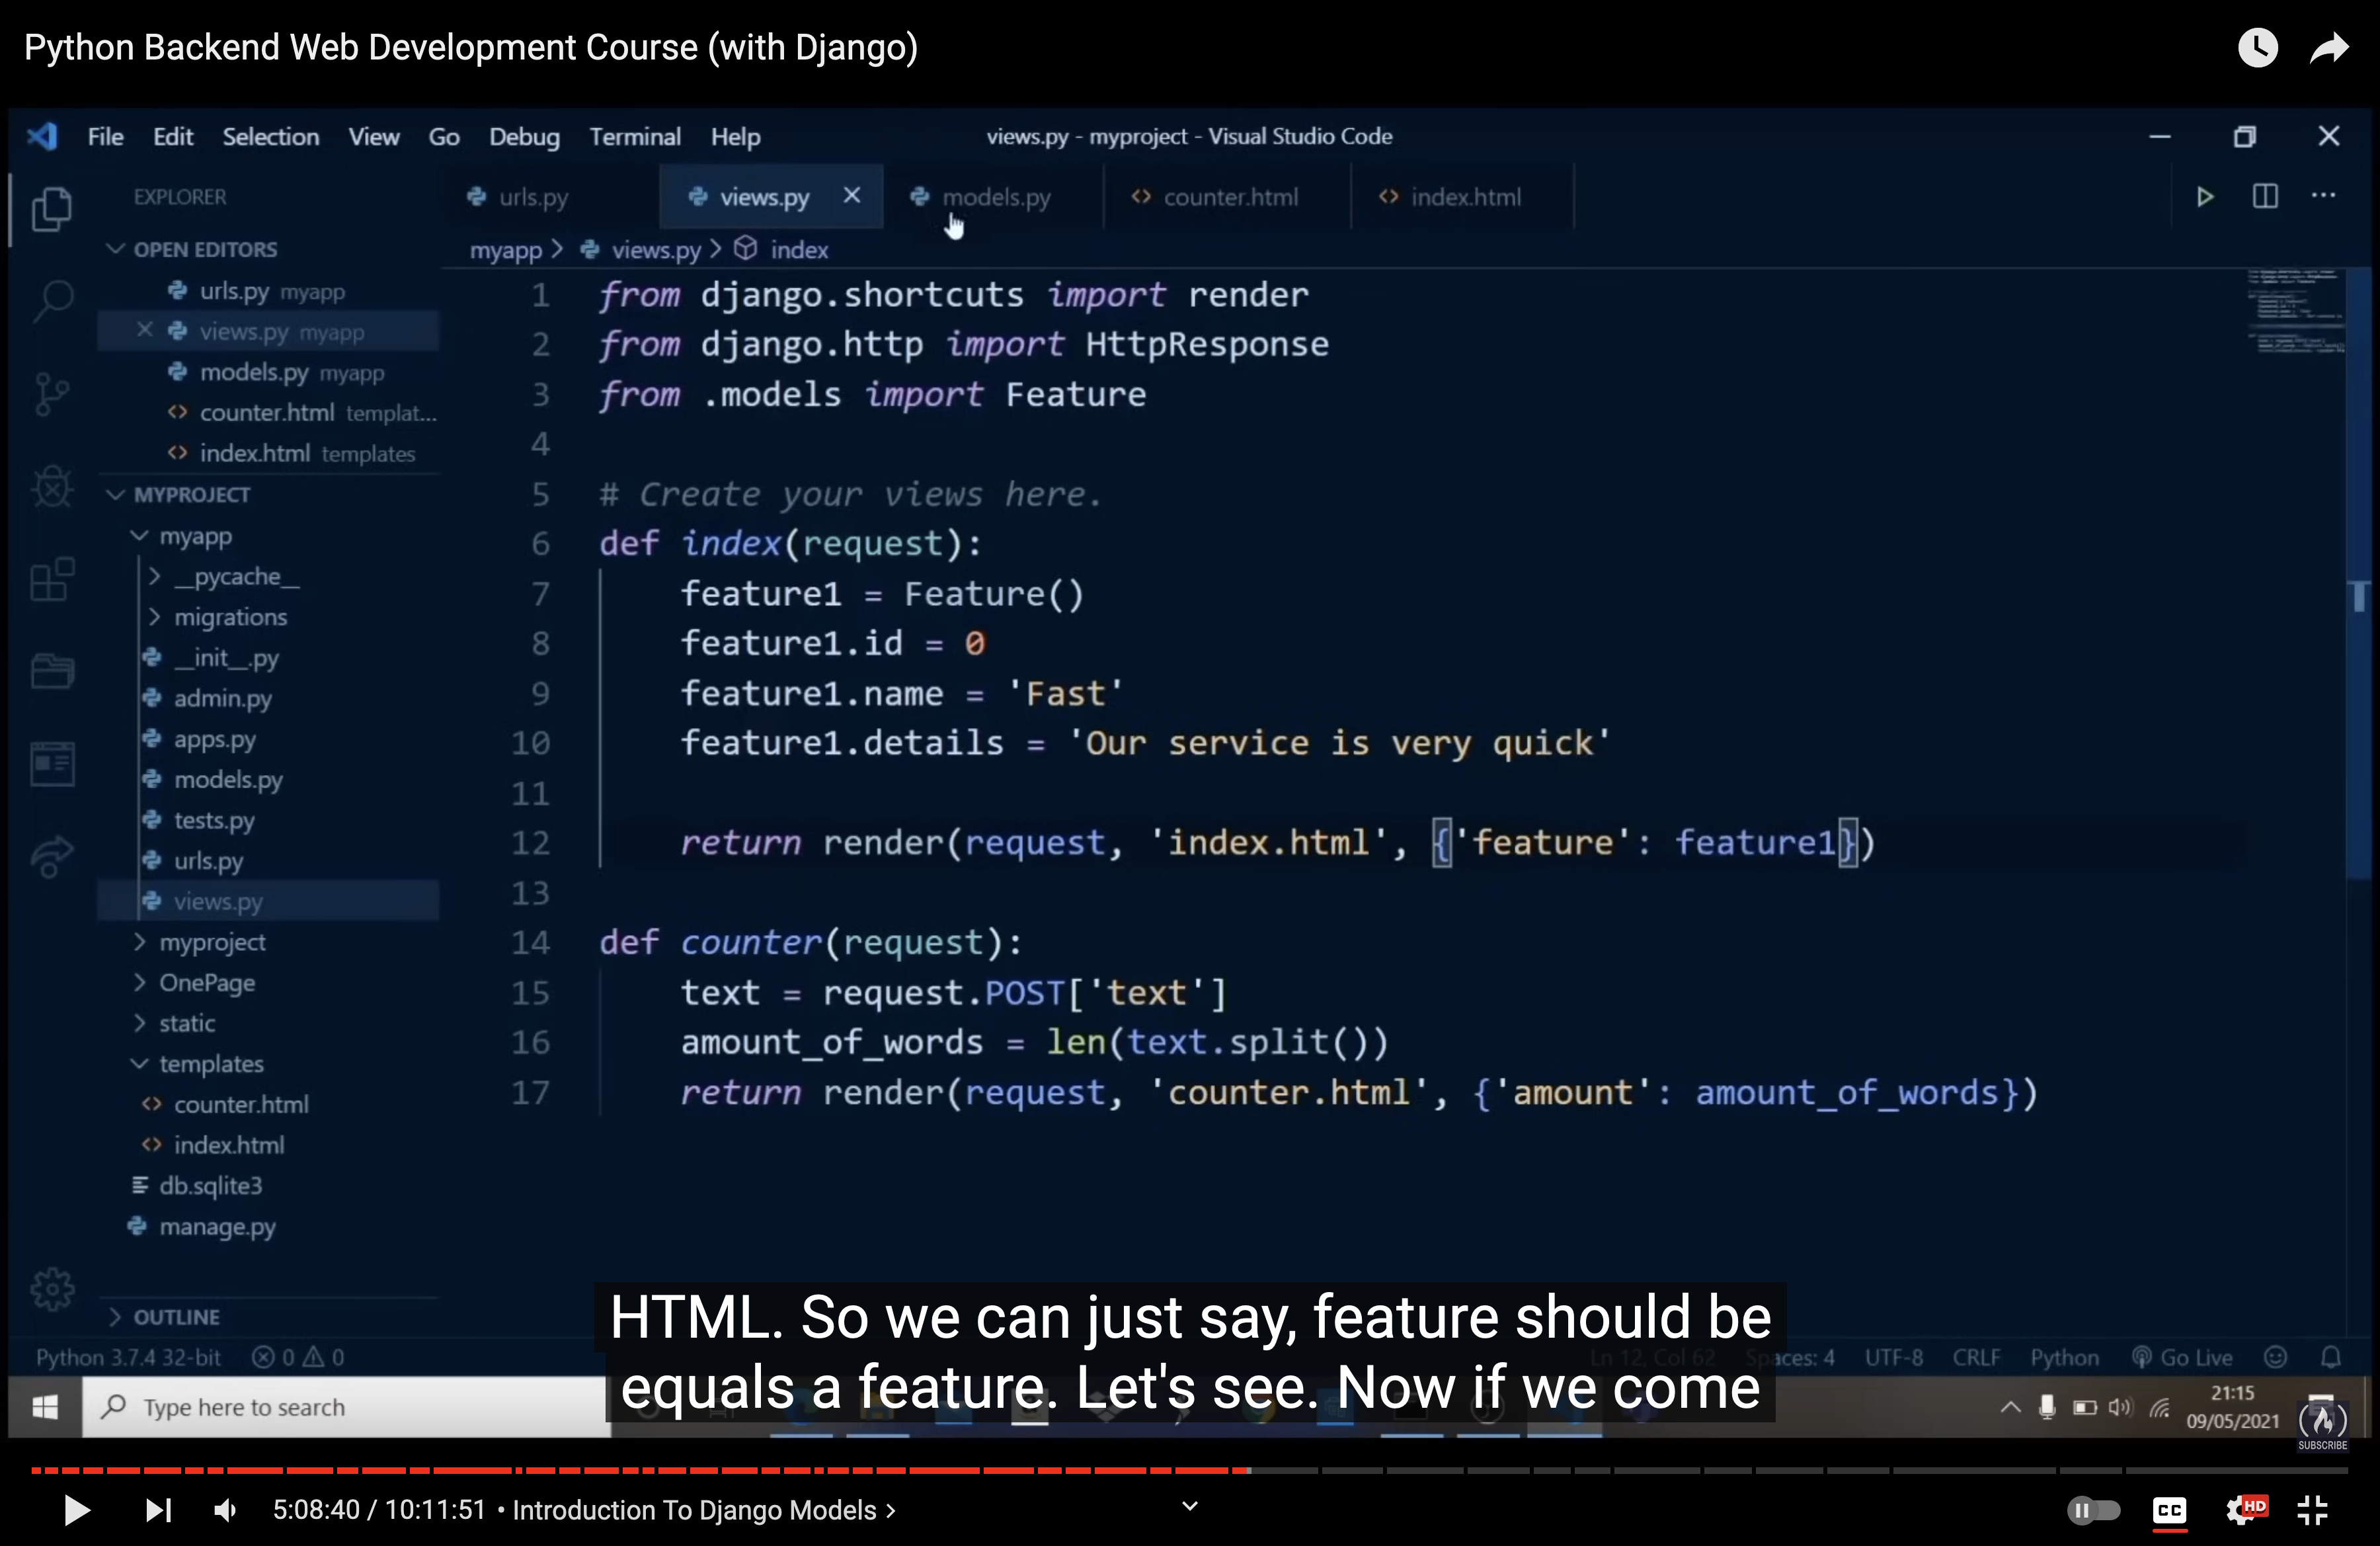 Python Backend Web Development Course (with Django)
File Edit Selection View Go Debug Terminal Help
views.py - myproject - Visual Studio Code
EXPLORER
OPEN EDITORS
urls.py myapp
views.py myapp
models.py myapp
counter.html templat...
index.html templates
MYPROJECT
myapp
__pycache__
migrations
__init__.py
admin.py
apps.py
models.py
tests.py
urls.py
views.py
myproject
OnePage
static
templates
counter.html
index.html
db.sqlite3
manage.py
OUTLINE
urls.py views.py models.py counter.html index.html
myapp > views.py > index
1 from django.shortcuts import render
2 from django.http import HttpResponse
3 from .models import Feature
4
5 # Create your views here.
6 def index(request):
7 feature1 = Feature()
8 feature1.id = 0
9 feature1.name = 'Fast'
10 feature1.details = 'Our service is very quick'
11
12 return render(request, 'index.html', {'feature': feature1})
13
14 def counter(request):
15 text = request.POST['text']
16 amount_of_words = len(text.split())
17 return render(request, 'counter.html', {'amount': amount_of_words})
HTML. So we can just say, feature should be
equals a feature. Let's see. Now if we come
Python 3.7.4 32-bit 0 0 Ln 12, Col 62 Spaces: 4 UTF-8 CRLF Python Go Live
Type here to search
21:15
09/05/2021
SUBSCRIBE
5:08:40 / 10:11:51 • Introduction To Django Models >
CC HD